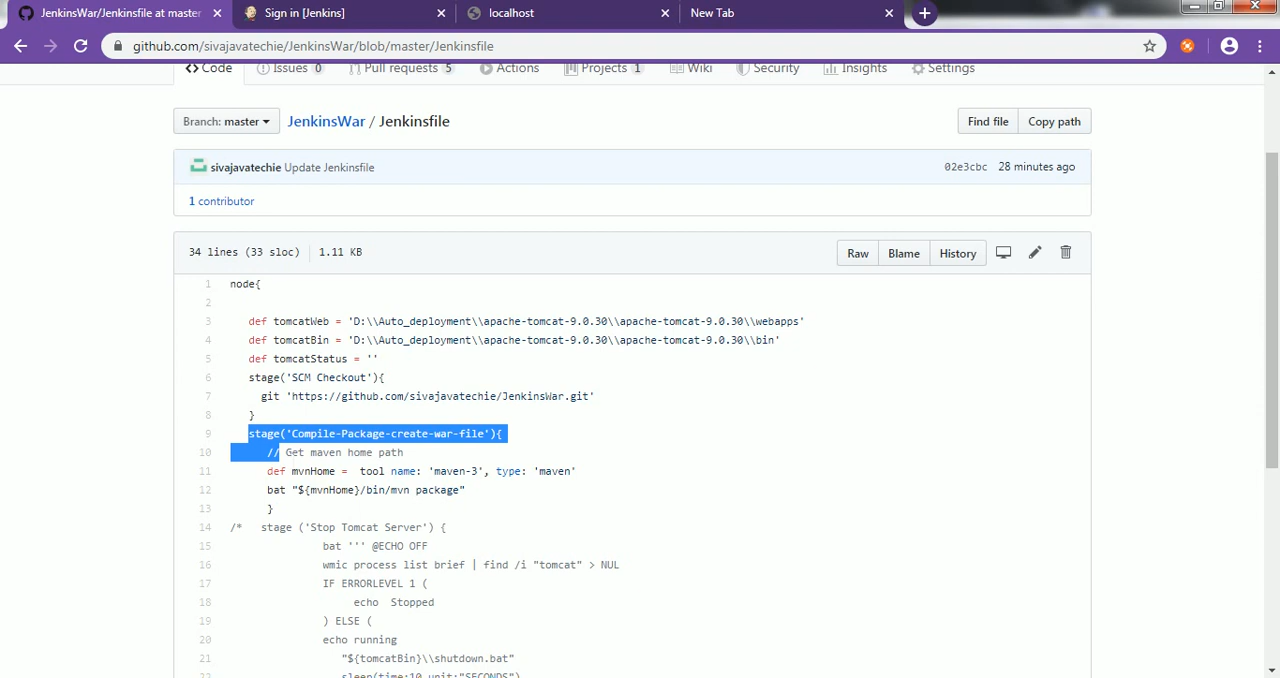 JenkinsWar/Jenkinsfile at master
Sign in [Jenkins]
localhost
New Tab
github.com/sivajavatechie/JenkinsWar/blob/master/Jenkinsfile
Code Issues 0 Pull requests 5 Actions Projects 1 Wiki Security Insights Settings
Branch: master JenkinsWar / Jenkinsfile Find file Copy path
sivajavatechie Update Jenkinsfile 02e3cbc 28 minutes ago
1 contributor
34 lines (33 sloc) 1.11 KB Raw Blame History
1 node{
2
3 def tomcatWeb = 'D:\\Auto_deployment\\apache-tomcat-9.0.30\\apache-tomcat-9.0.30\\webapps'
4 def tomcatBin = 'D:\\Auto_deployment\\apache-tomcat-9.0.30\\apache-tomcat-9.0.30\\bin'
5 def tomcatStatus = ''
6 stage('SCM Checkout'){
7 git 'https://github.com/sivajavatechie/JenkinsWar.git'
8 }
9 stage('Compile-Package-create-war-file'){
10 // Get maven home path
11 def mvnHome = tool name: 'maven-3', type: 'maven'
12 bat "${mvnHome}/bin/mvn package"
13 }
14 /* stage ('Stop Tomcat Server') {
15 bat ''' @ECHO OFF
16 wmic process list brief | find /i "tomcat" > NUL
17 IF ERRORLEVEL 1 (
18 echo Stopped
19 ) ELSE (
20 echo running
21 "${tomcatBin}\\shutdown.bat"
22 sleep(time:10,unit:"SECONDS")